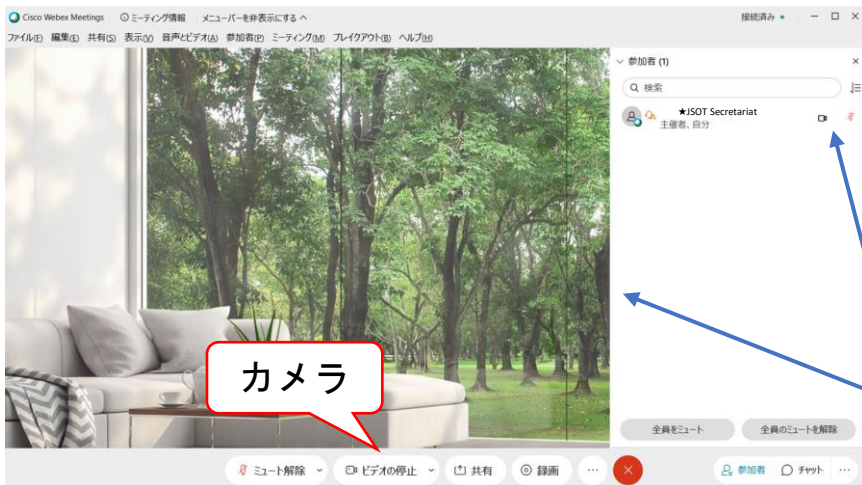 Cisco Webex Meetings ミーティング情報 メニューバーを非表示にする 接続済み
ファイル(F) 編集(E) 共有(S) 表示(V) 音声とビデオ(A) 参加者(P) ミーティング(M) ブレイクアウト(B) ヘルプ(H)
参加者 (1)
検索
★JSOT Secretariat
主催者、自分
カメラ
全員をミュート 全員のミュートを解除
ミュート解除 ビデオの停止 共有 録画 … 参加者 チャット …